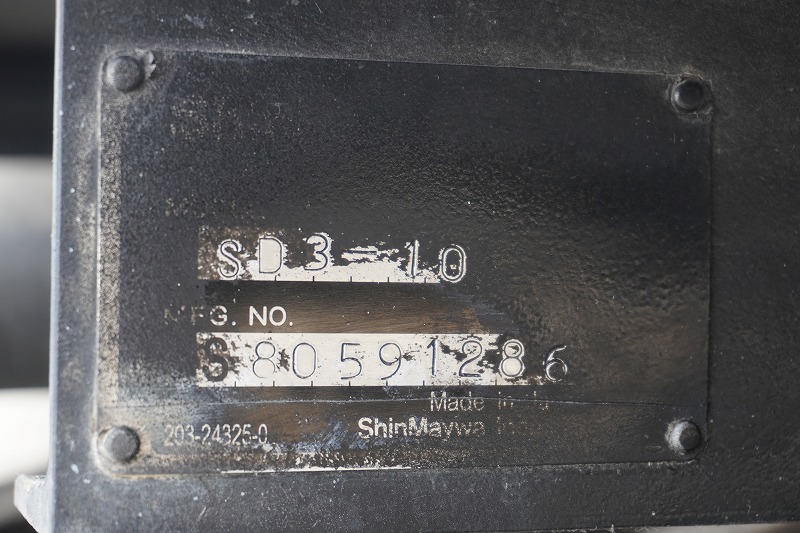 SD3-10
MFG. NO.
S80591286
Made in
203-24325-0 ShinMaywa